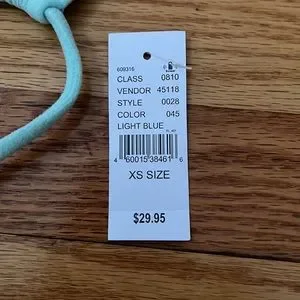 609316
CLASS 0810
VENDOR 45118
STYLE 0028
COLOR 045
LIGHT BLUE
4 60015 38461 6
XS SIZE
$29.95